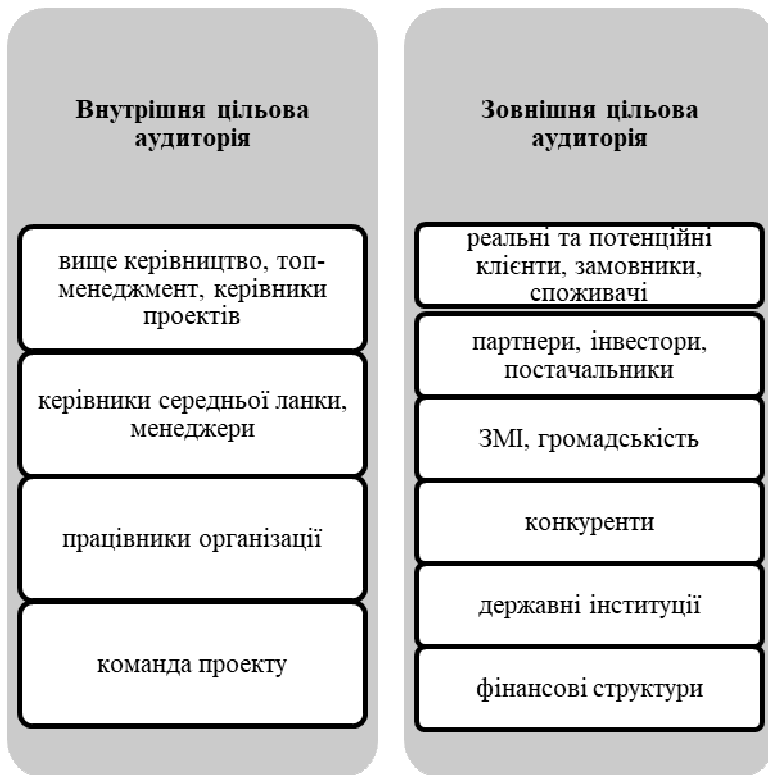 Внутрішня цільова
аудиторія
вище керівництво, топ-
менеджмент, керівники
проектів
керівники середньої ланки,
менеджери
працівники організації
команда проекту
Зовнішня цільова
аудиторія
реальні та потенційні
клієнти, замовники,
споживачі
партнери, інвестори,
постачальники
ЗМІ, громадськість
конкуренти
державні інституції
фінансові структури